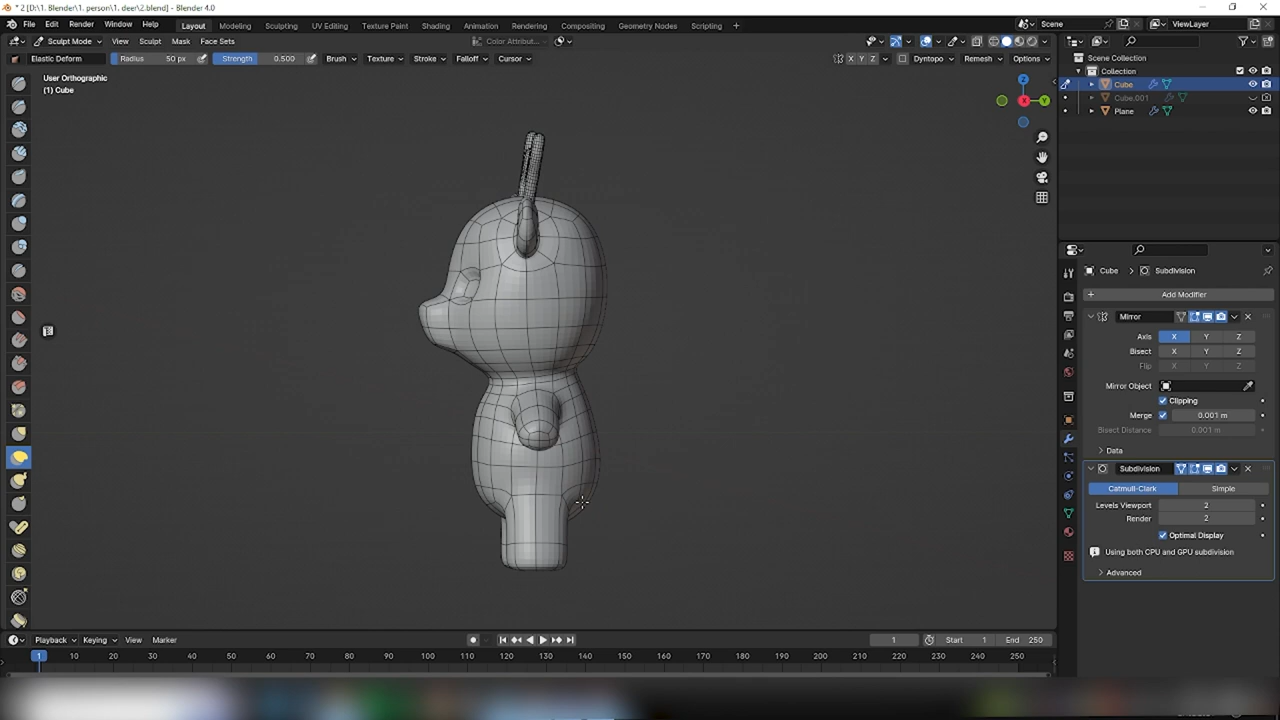 * 2 [D:\1. Blender\1. person\1. deer\2.blend] - Blender 4.0
File Edit Render Window Help Layout Modeling Sculpting UV Editing Texture Paint Shading Animation Rendering Compositing Geometry Nodes Scripting + Scene ViewLayer
Sculpt Mode View Sculpt Mask Face Sets Color Attribut...
Elastic Deform Radius 50 px Strength 0.500 Brush Texture Stroke Falloff Cursor X Y Z Dyntopo Remesh Options
User Orthographic
(1) Cube
Z
X
Y
Scene Collection
Collection
Cube
Cube.001
Plane
Cube > Subdivision
+ Add Modifier
Mirror
Axis X Y Z
Bisect X Y Z
Flip X Y Z
Mirror Object
Clipping
Merge 0.001 m
Bisect Distance 0.001 m
> Data
Subdivision
Catmull-Clark Simple
Levels Viewport 2
Render 2
Optimal Display
Using both CPU and GPU subdivision
> Advanced
Playback Keying View Marker 1 Start 1 End 250
1 10 20 30 40 50 60 70 80 90 100 110 120 130 140 150 160 170 180 190 200 210 220 230 240 250